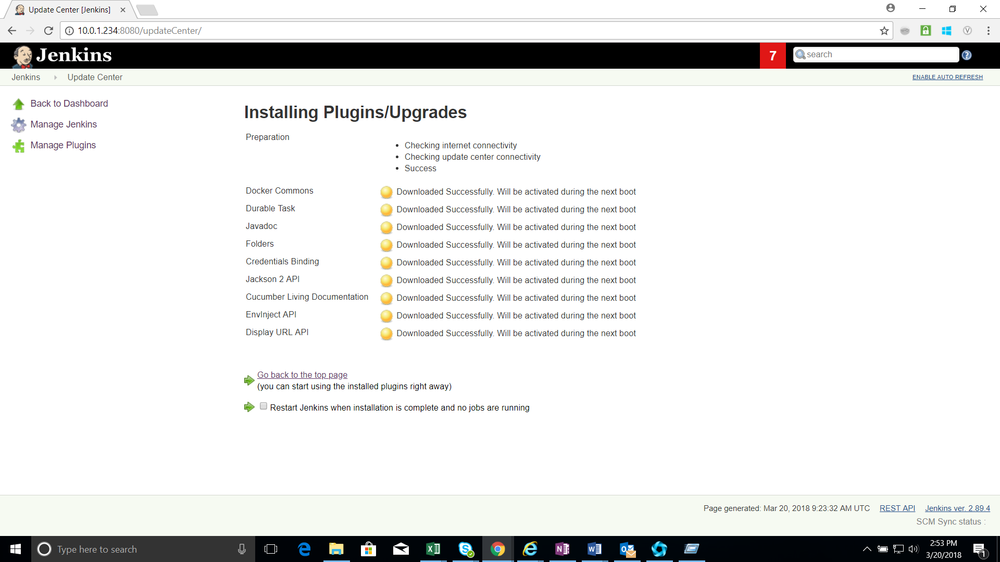 Update Center [Jenkins]
10.0.1.234:8080/updateCenter/
Jenkins
7
search
Jenkins
Update Center
ENABLE AUTO REFRESH
Back to Dashboard
Manage Jenkins
Manage Plugins
Installing Plugins/Upgrades
Preparation
Checking internet connectivity
Checking update center connectivity
Success
Docker Commons Downloaded Successfully. Will be activated during the next boot
Durable Task Downloaded Successfully. Will be activated during the next boot
Javadoc Downloaded Successfully. Will be activated during the next boot
Folders Downloaded Successfully. Will be activated during the next boot
Credentials Binding Downloaded Successfully. Will be activated during the next boot
Jackson 2 API Downloaded Successfully. Will be activated during the next boot
Cucumber Living Documentation Downloaded Successfully. Will be activated during the next boot
EnvInject API Downloaded Successfully. Will be activated during the next boot
Display URL API Downloaded Successfully. Will be activated during the next boot
Go back to the top page
(you can start using the installed plugins right away)
Restart Jenkins when installation is complete and no jobs are running
Page generated: Mar 20, 2018 9:23:32 AM UTC REST API Jenkins ver. 2.89.4
SCM Sync status :
Type here to search
2:53 PM
3/20/2018
1